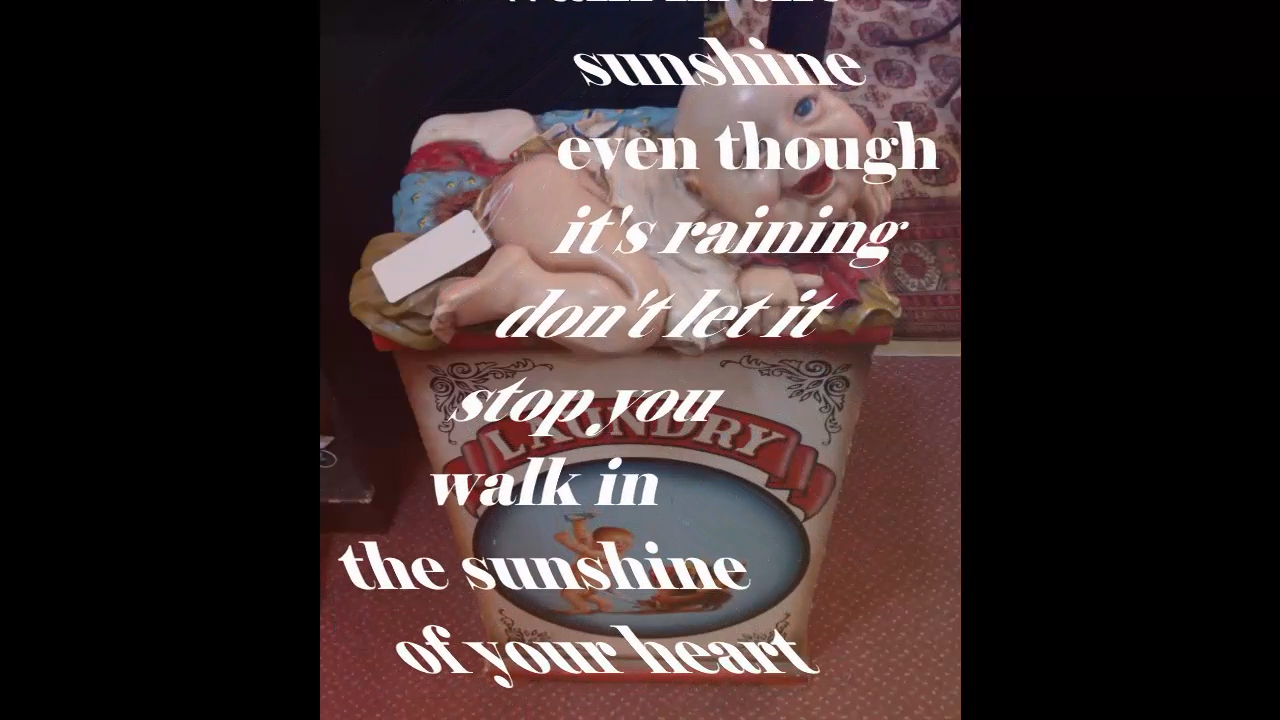 sunshine
even though
it's raining
don't let it
stop you
LAUNDRY
walk in
the sunshine
of your heart